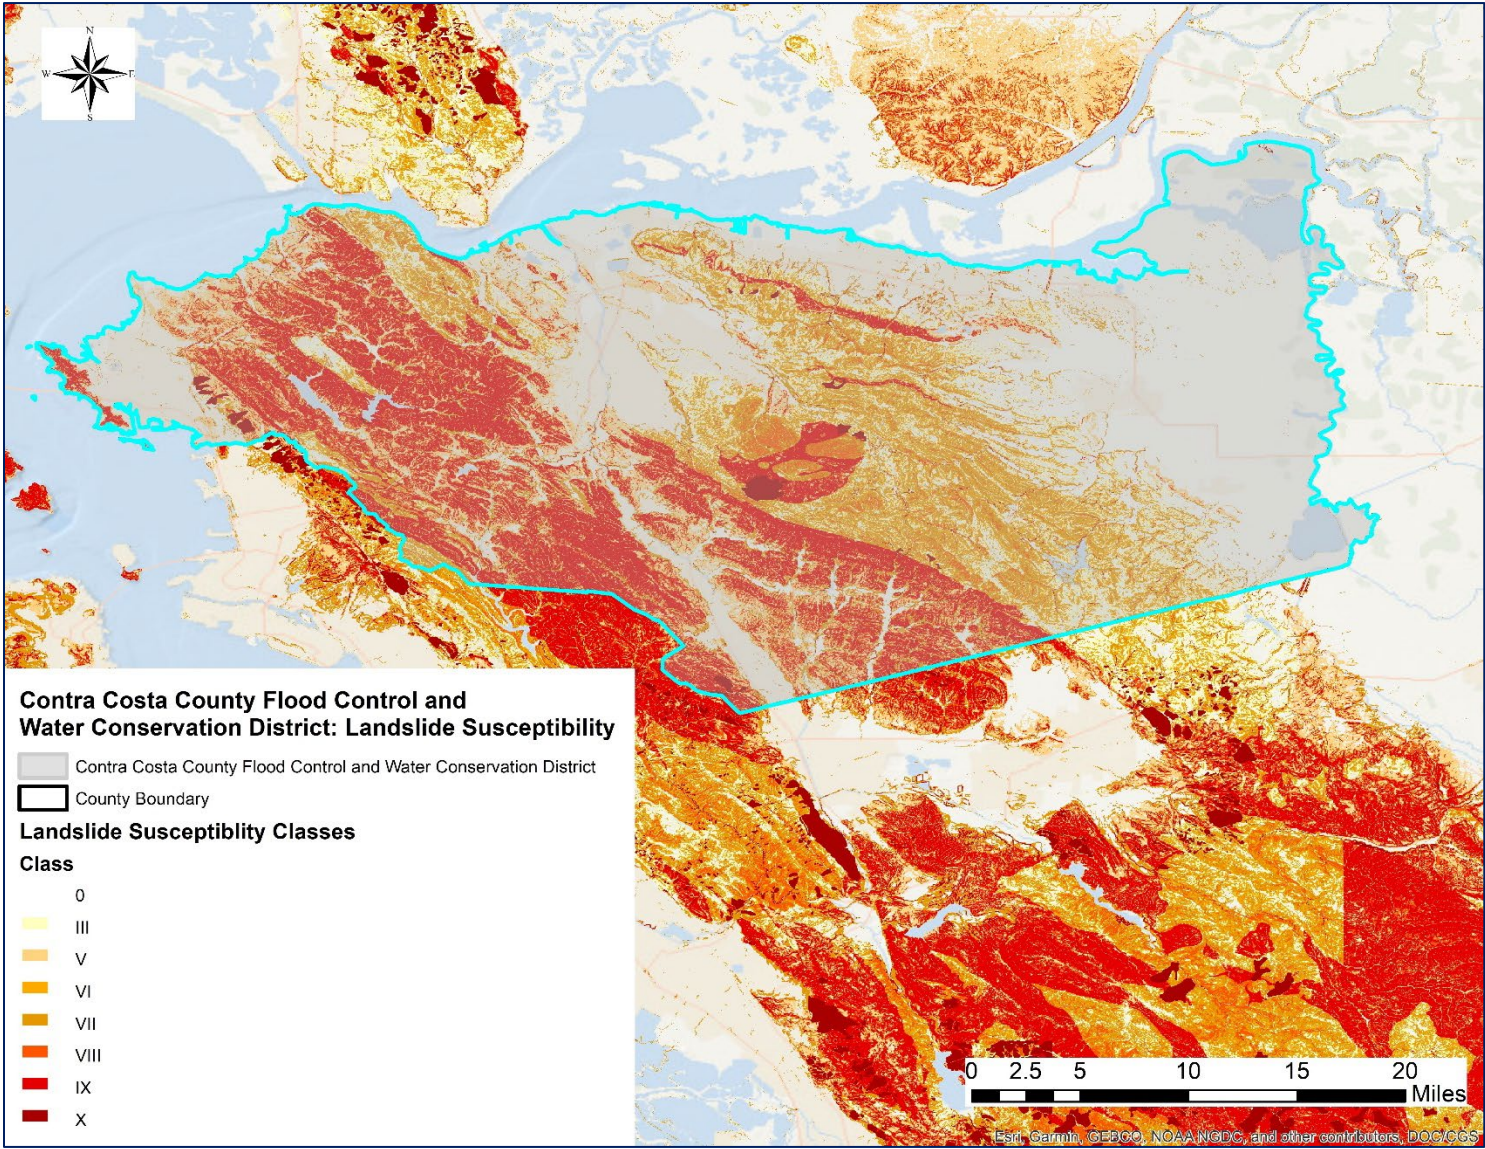 N
W E
S
Contra Costa County Flood Control and
Water Conservation District: Landslide Susceptibility
Contra Costa County Flood Control and Water Conservation District
County Boundary
Landslide Susceptiblity Classes
Class
0
III
V
VI
VII
VIII
IX
X
0 2.5 5 10 15 20
Miles
Esri, Garmin, GEBCO, NOAA NGDC, and other contributors, DOC/CGS